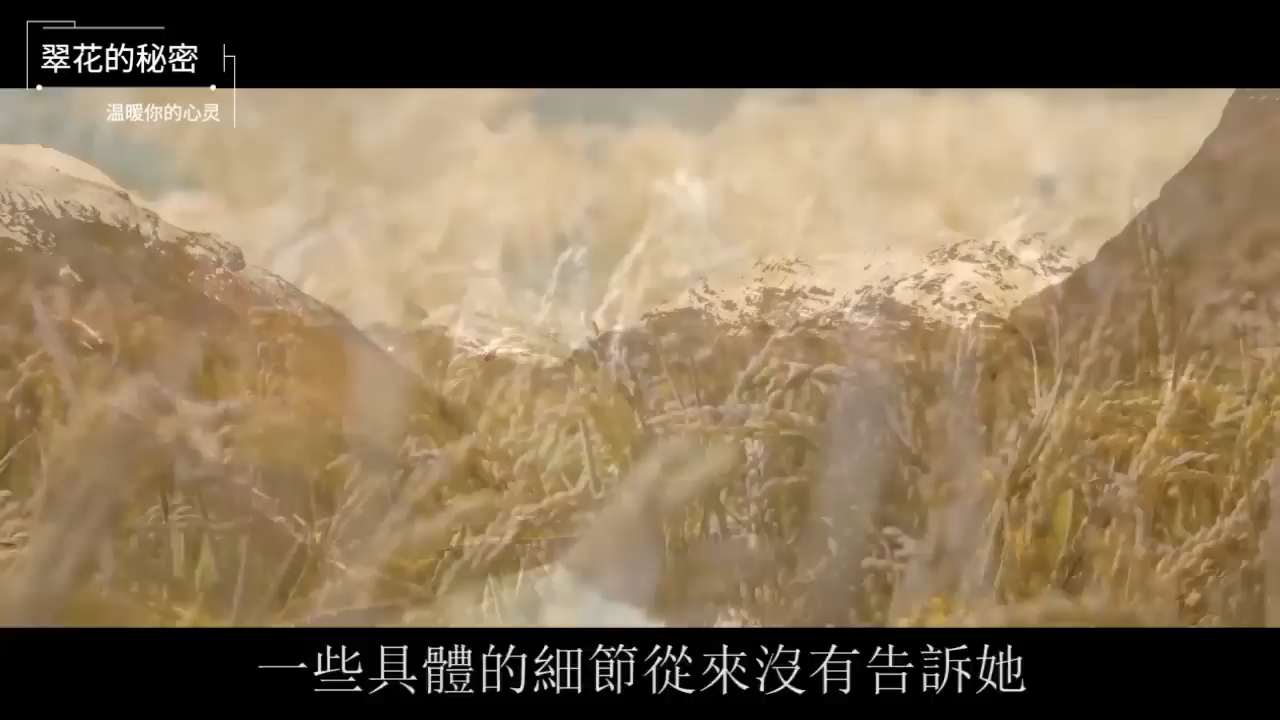 翠花的秘密
温暖你的心灵
一些具體的細節從來沒有告訴她